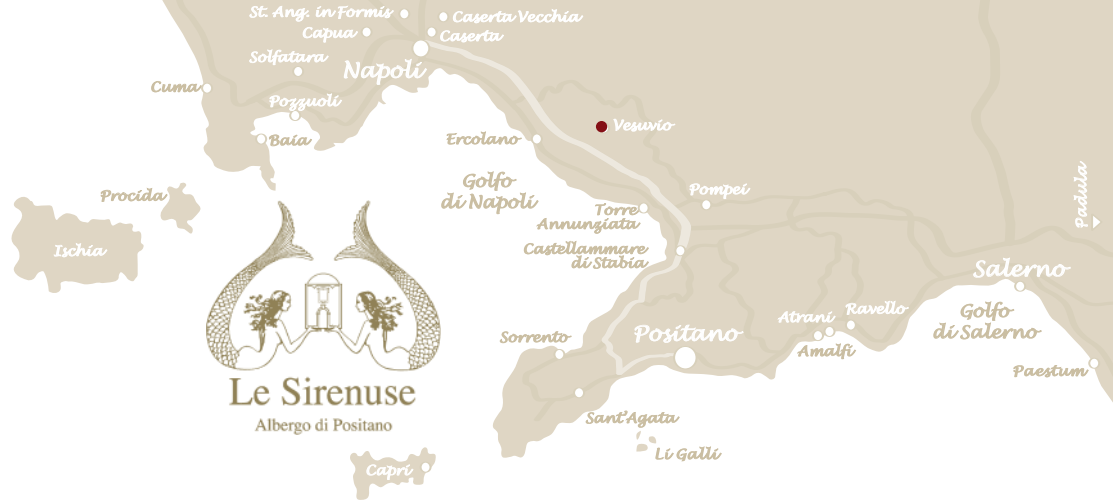 St. Ang. in Formis
Caserta Vecchia
Capua
Caserta
Solfatara
Napoli
Cuma
Pozzuoli
Vesuvio
Baia
Ercolano
Golfo
di Napoli
Procida
Pompei
Padula
Torre
Annunziata
Ischia
Castellammare
di Stabia
Salerno
Sorrento
Positano
Atrani
Ravello
Golfo
di Salerno
Amalfi
Paestum
Le Sirenuse
Albergo di Positano
Sant'Agata
Li Galli
Capri